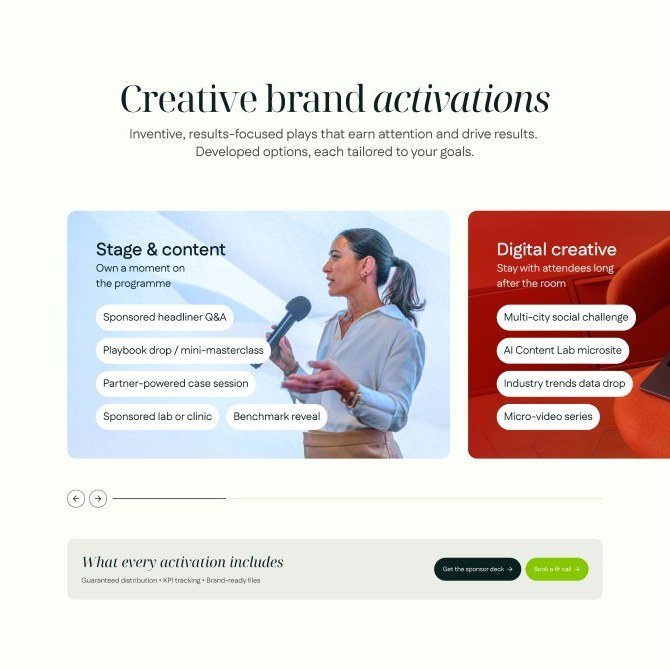 Creative brand activations
Inventive, results-focused plays that earn attention and drive results.
Developed options, each tailored to your goals.
Stage & content
Own a moment on
the programme
Sponsored headliner Q&A
Playbook drop / mini-masterclass
Partner-powered case session
Sponsored lab or clinic
Benchmark reveal
Digital creative
Stay with attendees long
after the room
Multi-city social challenge
AI Content Lab microsite
Industry trends data drop
Micro-video series
What every activation includes
Guaranteed distribution • KPI tracking • Brand-ready files
Get the sponsor deck →
Book a fit call →